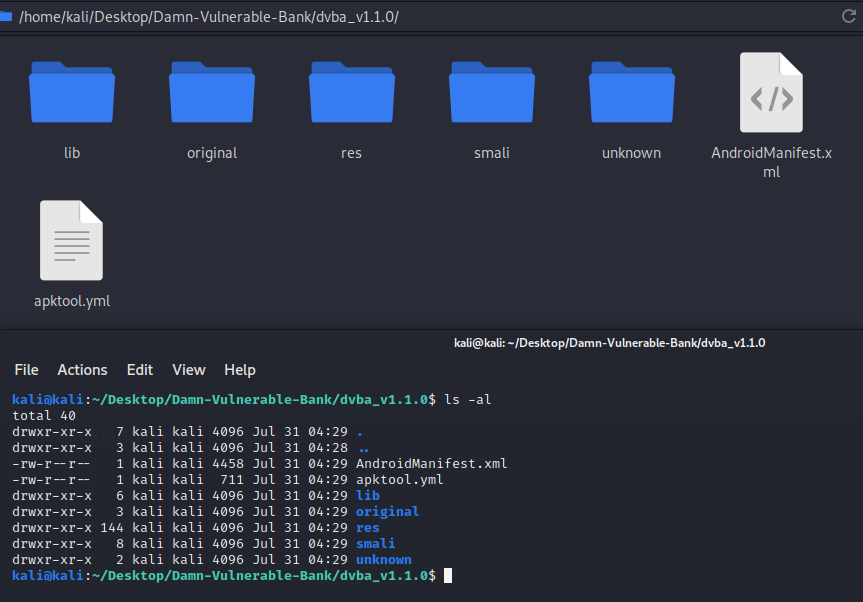 /home/kali/Desktop/Damn-Vulnerable-Bank/dvba_v1.1.0/
lib
original
res
smali
unknown
AndroidManifest.x
ml
apktool.yml
kali@kali: ~/Desktop/Damn-Vulnerable-Bank/dvba_v1.1.0
File Actions Edit View Help
kali@kali:~/Desktop/Damn-Vulnerable-Bank/dvba_v1.1.0$ ls -al
total 40
drwxr-xr-x   7 kali kali 4096 Jul 31 04:29 .
drwxr-xr-x   3 kali kali 4096 Jul 31 04:28 ..
-rw-r--r--   1 kali kali 4458 Jul 31 04:29 AndroidManifest.xml
-rw-r--r--   1 kali kali  711 Jul 31 04:29 apktool.yml
drwxr-xr-x   6 kali kali 4096 Jul 31 04:29 lib
drwxr-xr-x   3 kali kali 4096 Jul 31 04:29 original
drwxr-xr-x 144 kali kali 4096 Jul 31 04:29 res
drwxr-xr-x   8 kali kali 4096 Jul 31 04:29 smali
drwxr-xr-x   2 kali kali 4096 Jul 31 04:29 unknown
kali@kali:~/Desktop/Damn-Vulnerable-Bank/dvba_v1.1.0$